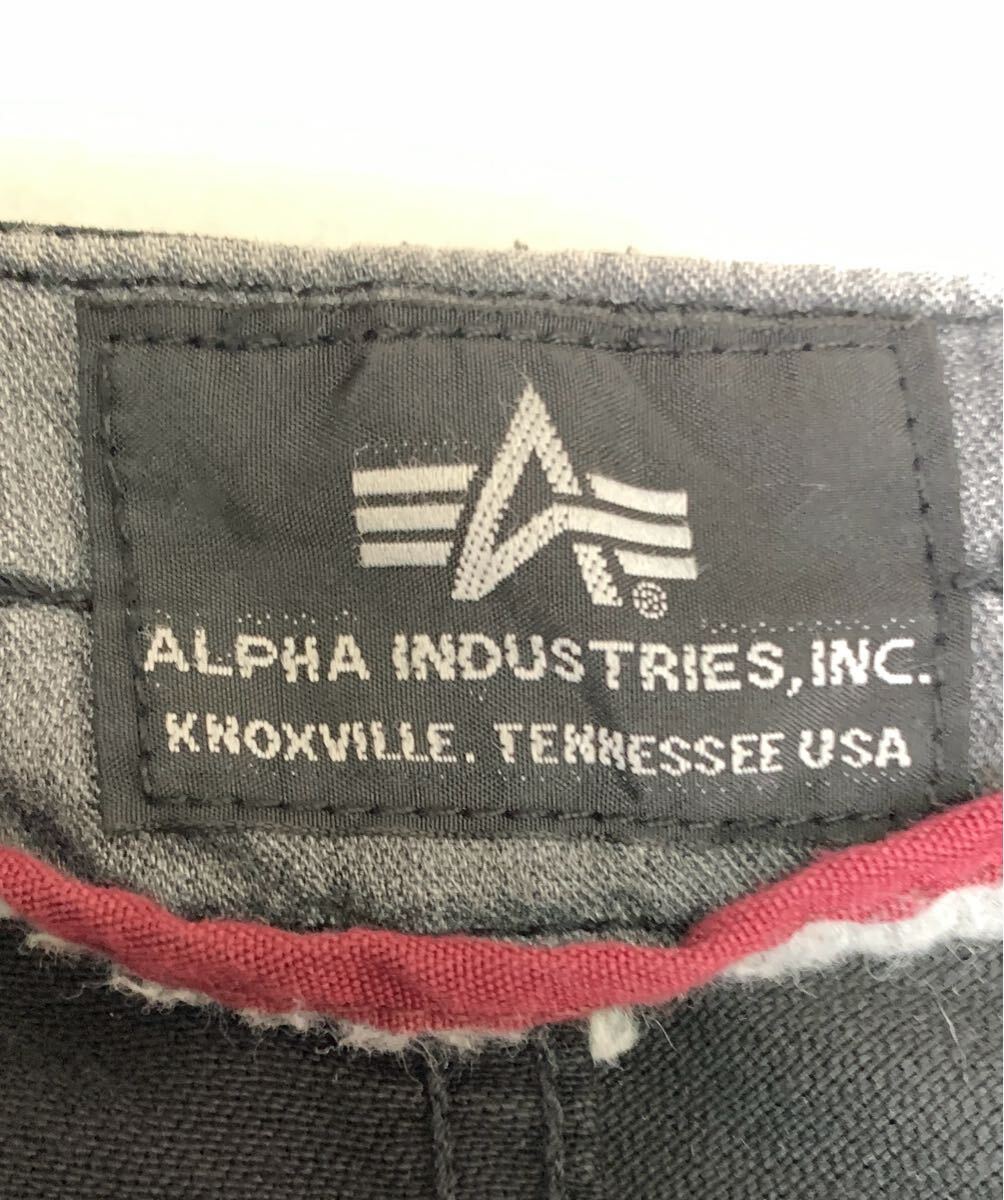 ALPHA INDUSTRIES, INC.
KNOXVILLE. TENNESSEE USA